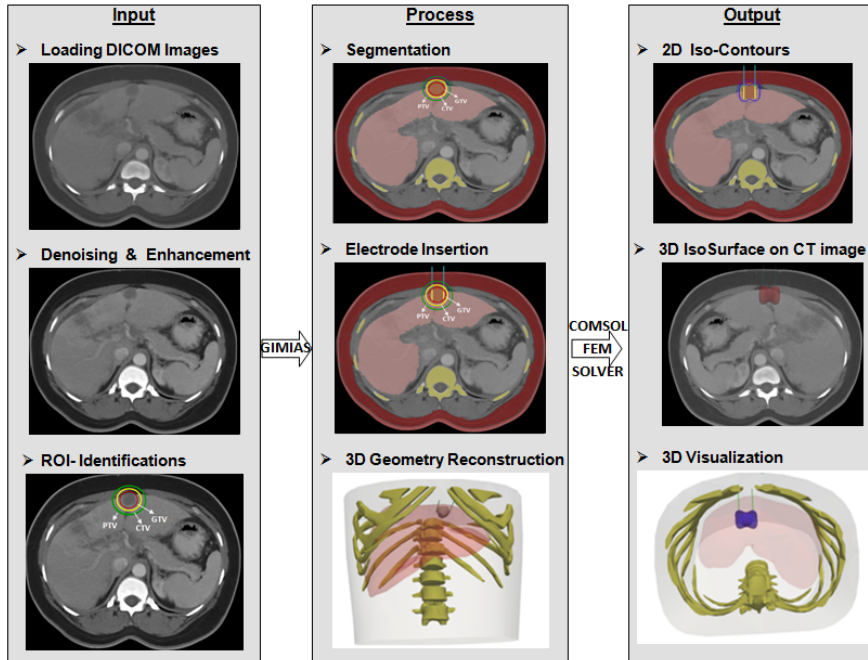 Input
➢ Loading DICOM Images
➢ Denoising & Enhancement
➢ ROI- Identifications
PTV
CTV
GTV
GIMIAS
Process
➢ Segmentation
PTV
CTV
GTV
➢ Electrode Insertion
PTV
CTV
GTV
➢ 3D Geometry Reconstruction
COMSOL
FEM
SOLVER
Output
➢ 2D Iso-Contours
➢ 3D IsoSurface on CT image
➢ 3D Visualization